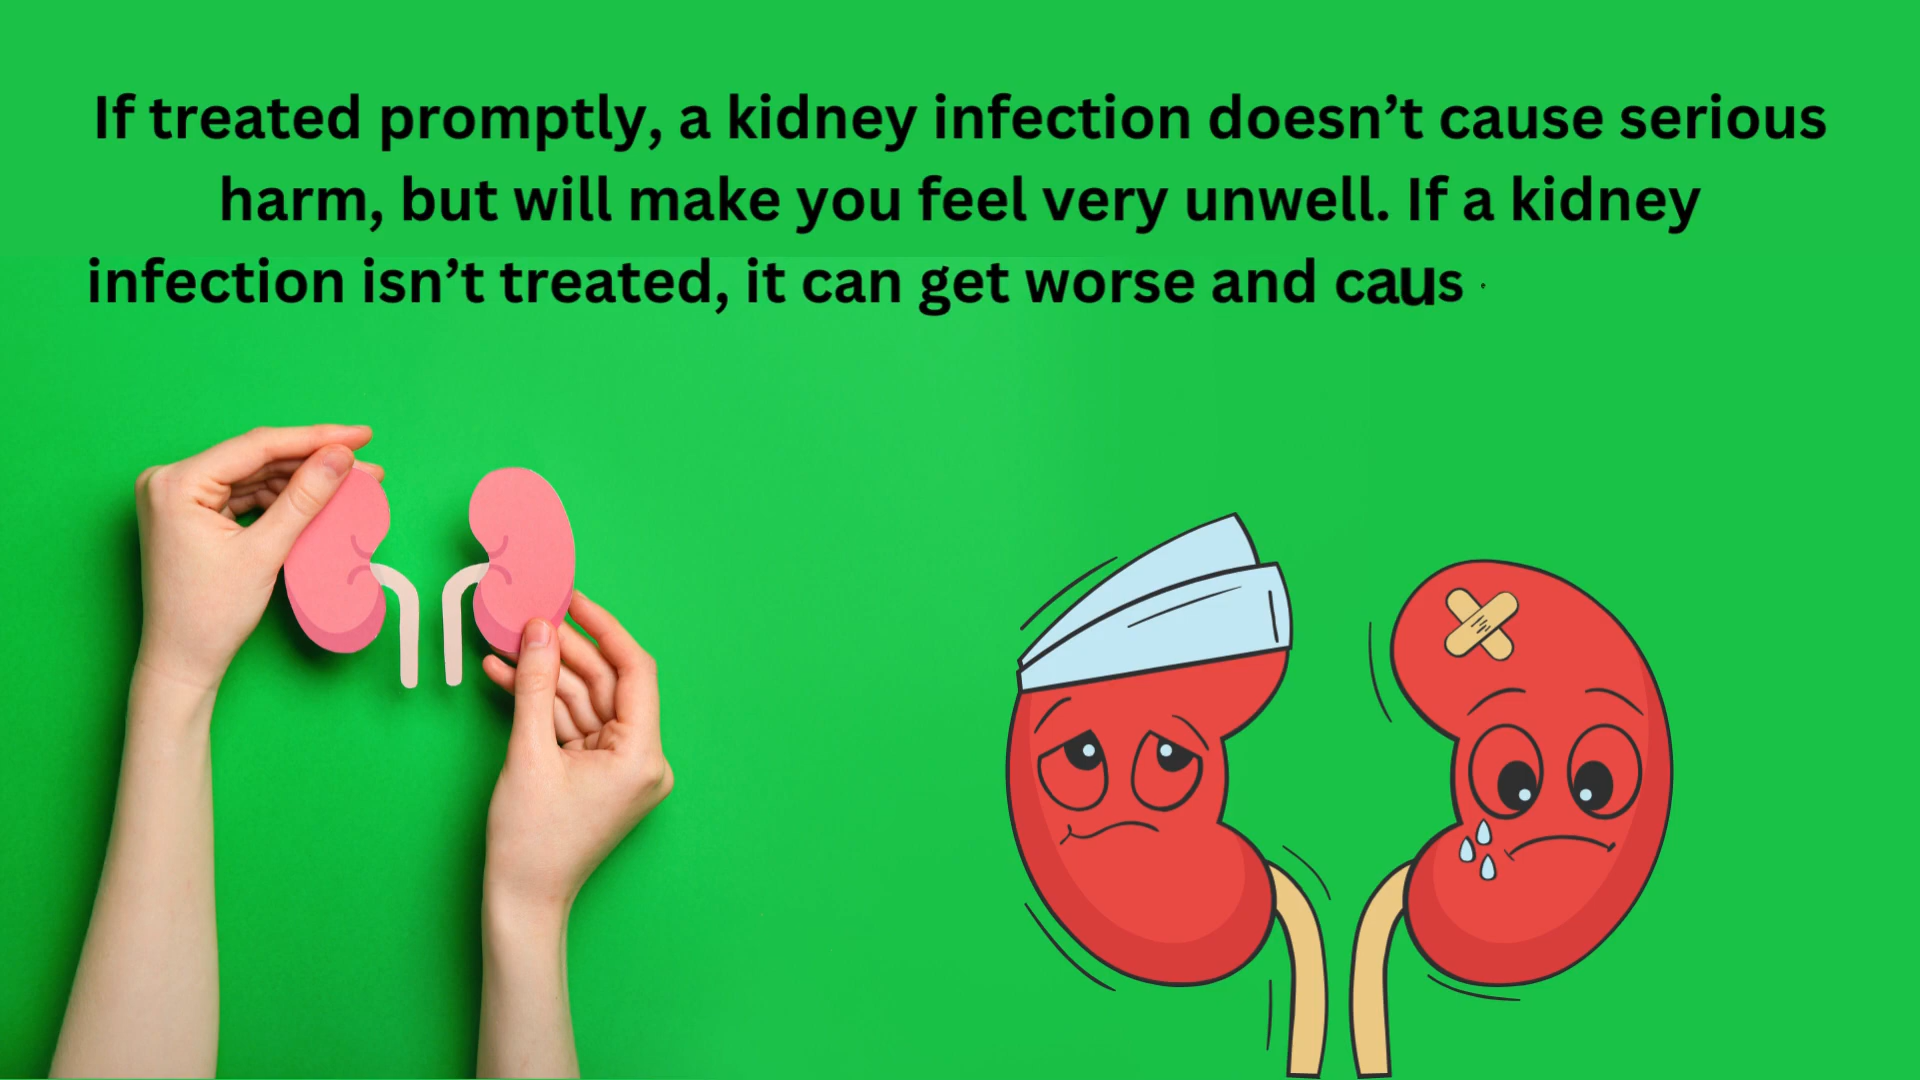 If treated promptly, a kidney infection doesn’t cause serious
harm, but will make you feel very unwell. If a kidney
infection isn’t treated, it can get worse and caus